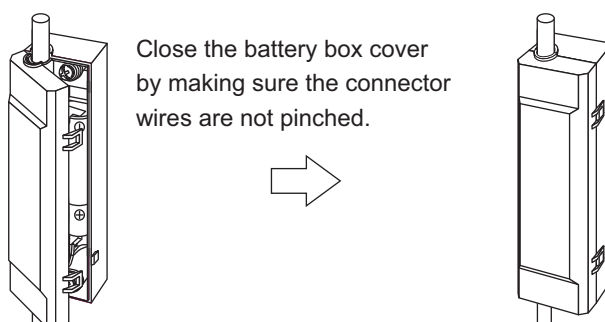 Close the battery box cover
by making sure the connector
wires are not pinched.